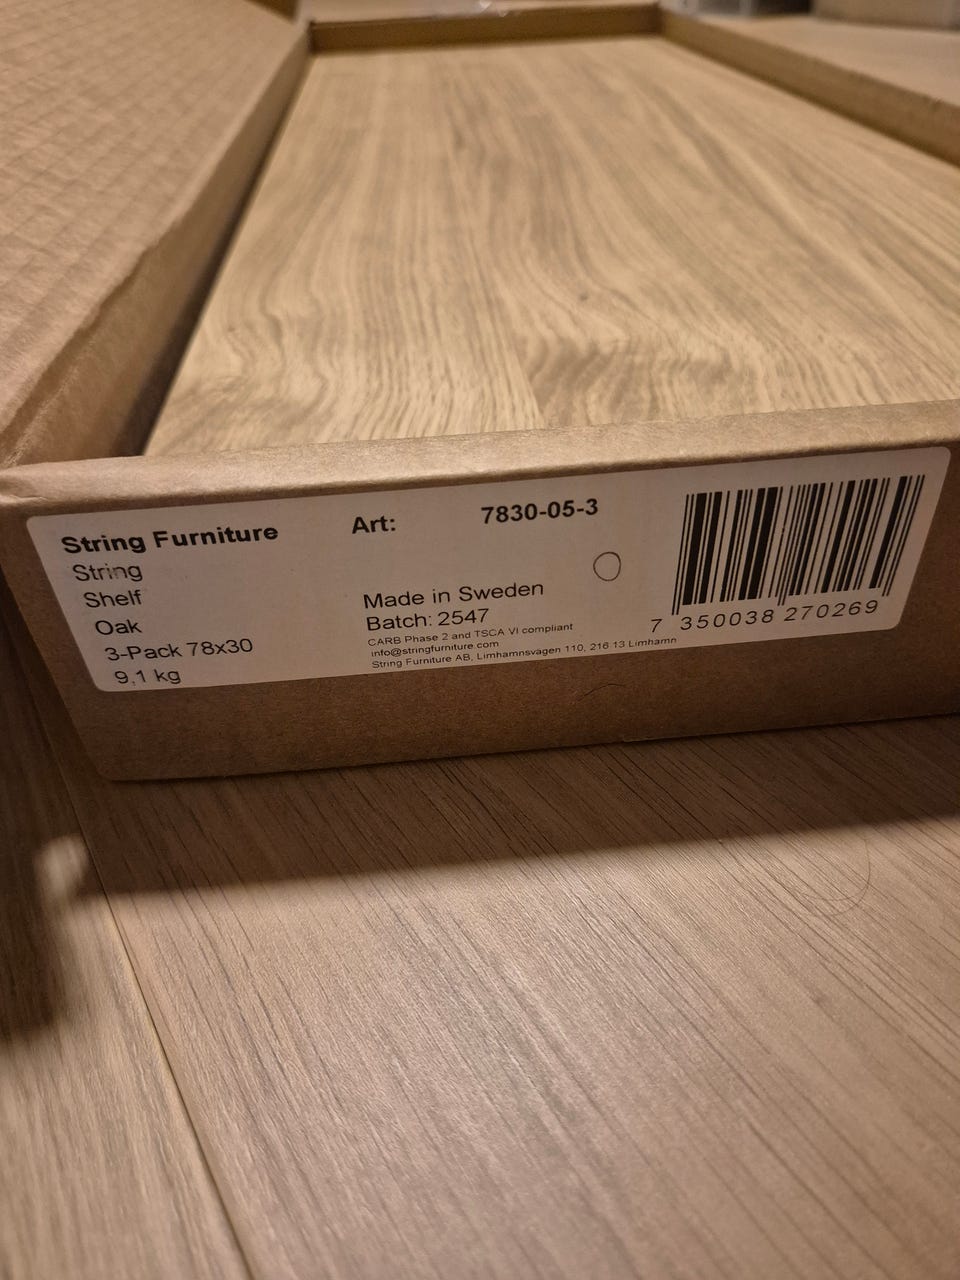 String Furniture
String
Shelf
Oak
3-Pack 78x30
9,1 kg
Art: 7830-05-3
Made in Sweden
Batch: 2547
CARB Phase 2 and TSCA VI compliant
info@stringfurniture.com
String Furniture AB, Limhamnsvagen 110, 216 13 Limhamn
7 350038 270269